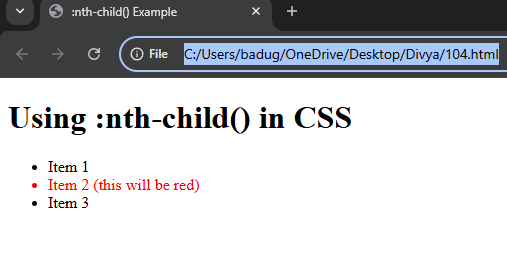 :nth-child() Example
File
C:/Users/badug/OneDrive/Desktop/Divya/104.html
Using :nth-child() in CSS
Item 1
Item 2 (this will be red)
Item 3